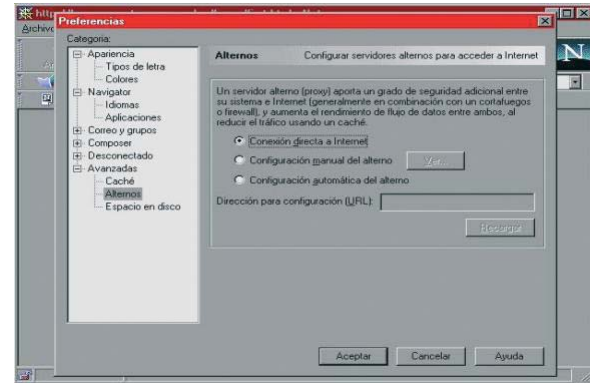 http
Preferencias
Archivo
Categoría:
Apariencia
Tipos de letra
Colores
Navigator
Idiomas
Aplicaciones
Correo y grupos
Composer
Desconectado
Avanzadas
Caché
Alternos
Espacio en disco
Alternos Configurar servidores alternos para acceder a Internet
Un servidor alterno (proxy) aporta un grado de seguridad adicional entre
su sistema e Internet (generalmente en combinación con un cortafuegos
o firewall), y aumenta el rendimiento de flujo de datos entre ambos, al
reducir el tráfico usando un caché.
Conexión directa a Internet
Configuración manual del alterno Ver...
Configuración automática del alterno
Dirección para configuración (URL):
Recargar
Aceptar Cancelar Ayuda
N